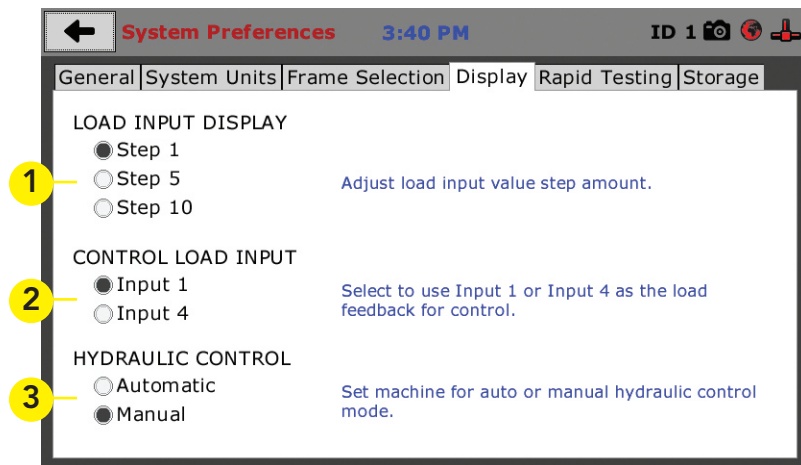 System Preferences 3:40 PM ID 1
General System Units Frame Selection Display Rapid Testing Storage
LOAD INPUT DISPLAY
Step 1
1 Step 5 Adjust load input value step amount.
Step 10
CONTROL LOAD INPUT
Input 1
2 Select to use Input 1 or Input 4 as the load
Input 4 feedback for control.
HYDRAULIC CONTROL
Automatic
3 Set machine for auto or manual hydraulic control
Manual mode.